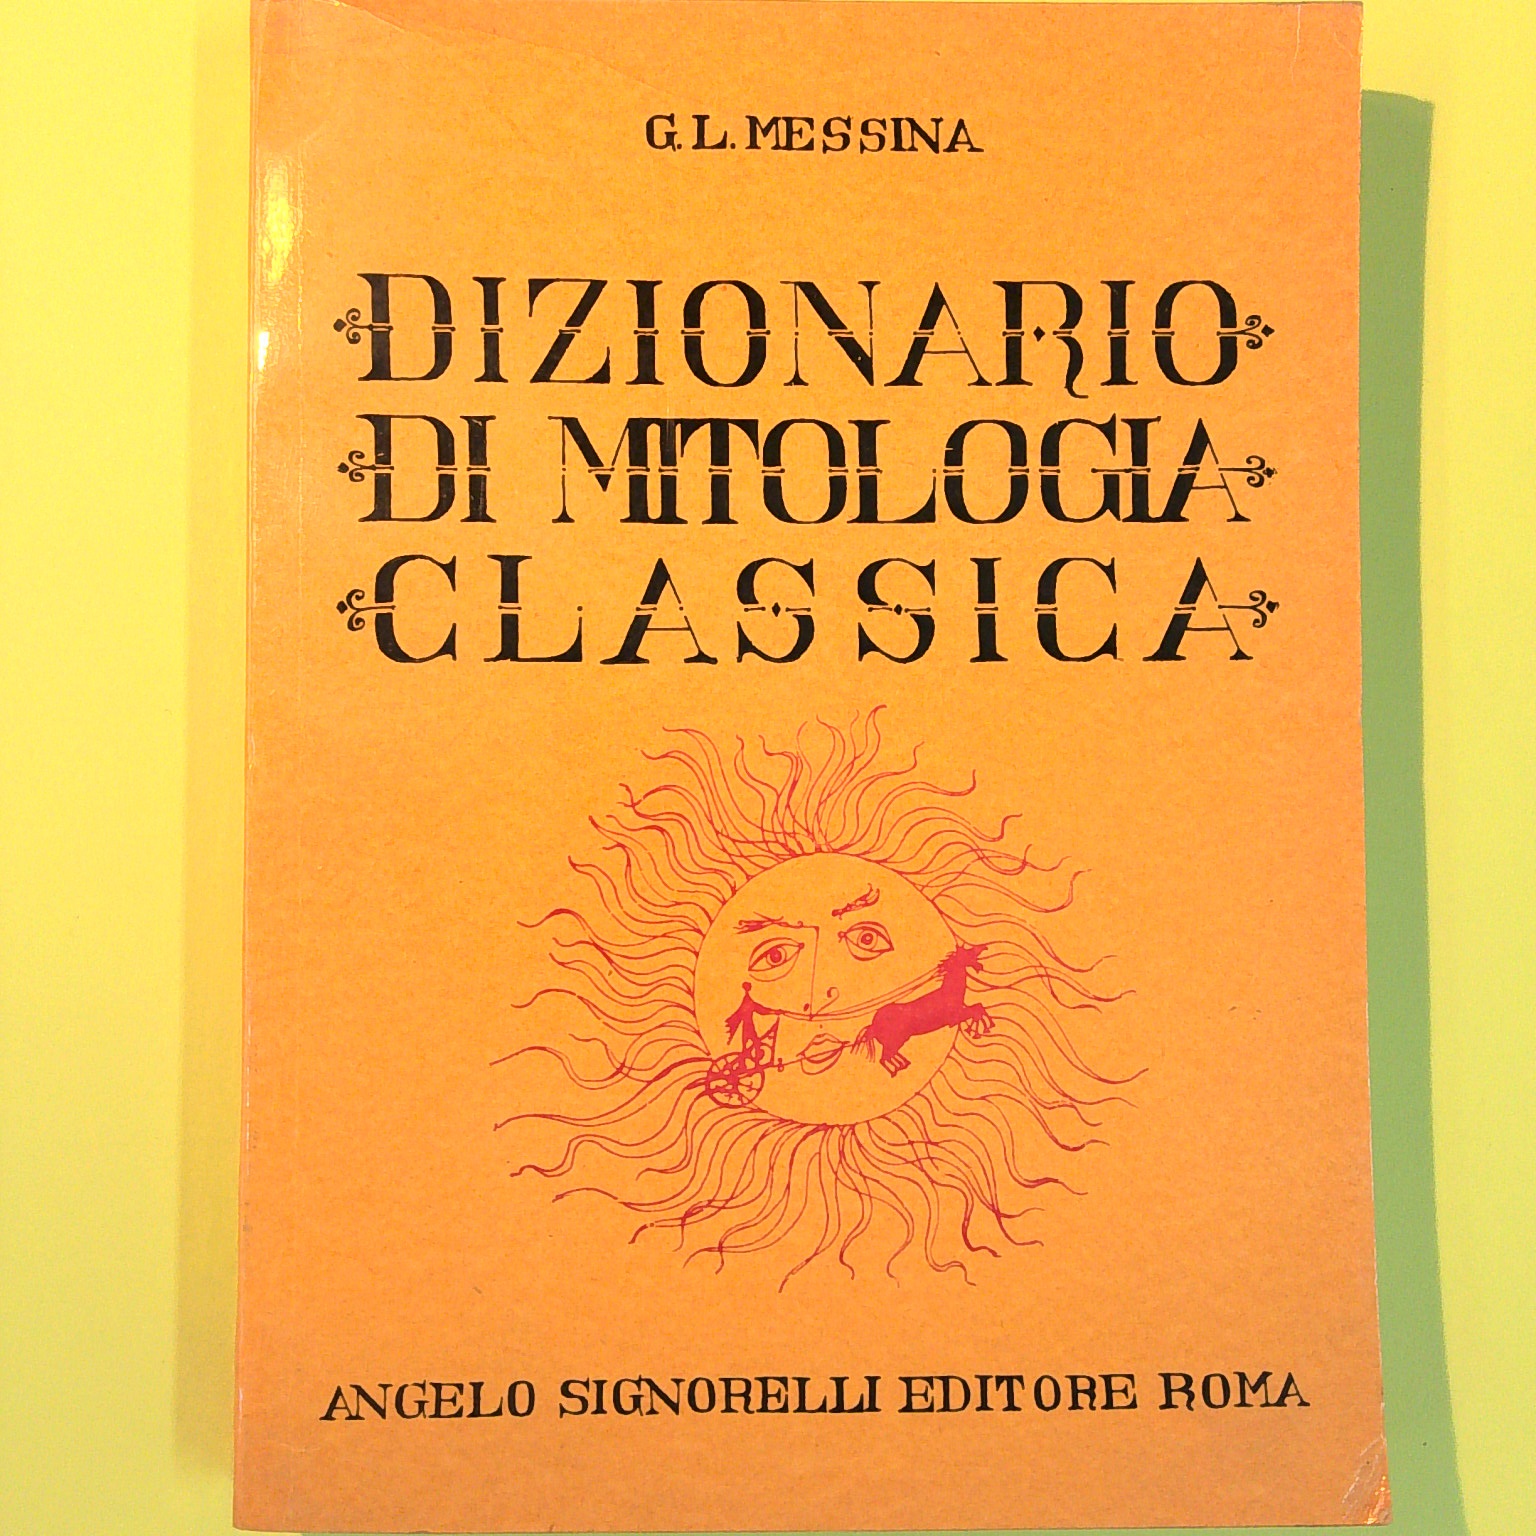 G. L. MESSINA
DIZIONARIO
DI MITOLOGIA
CLASSICA
ANGELO SIGNORELLI EDITORE ROMA